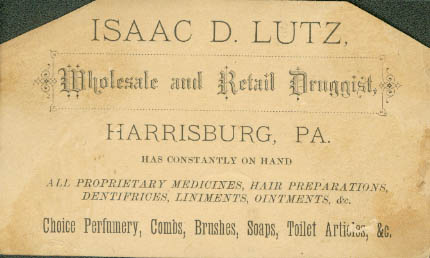 ISAAC D. LUTZ,
Wholesale and Retail Druggist,
HARRISBURG, PA.
HAS CONSTANTLY ON HAND
ALL PROPRIETARY MEDICINES, HAIR PREPARATIONS,
DENTIFRICES, LINIMENTS, OINTMENTS, &c.
Choice Perfumery, Combs, Brushes, Soaps, Toilet Articles, &c.